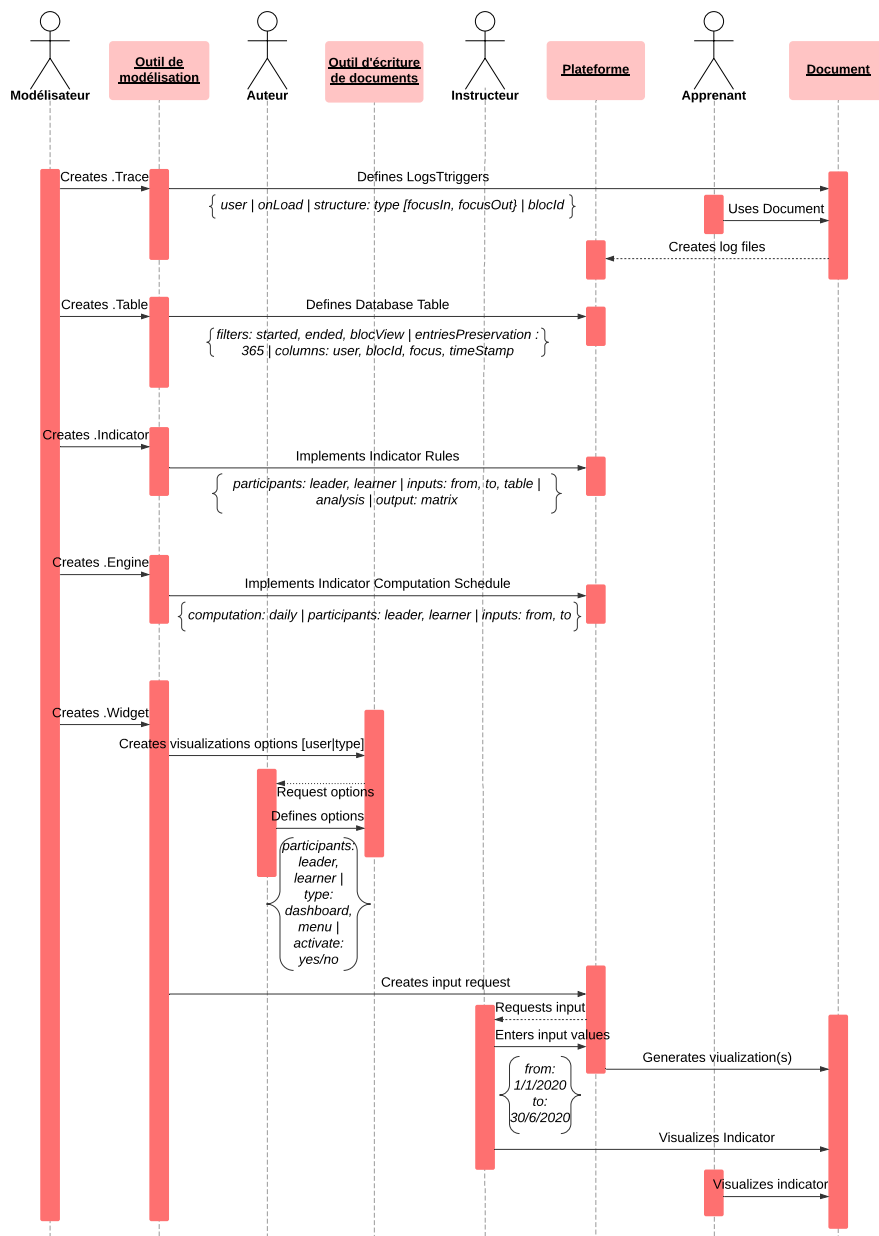 Outil de
modélisation
Outil d'écriture
de documents
Plateforme
Document
Modélisateur
Auteur
Instructeur
Apprenant
Creates .Trace
Defines LogsTtriggers
user | onLoad | structure: type [focusIn, focusOut} | blocId
Uses Document
Creates log files
Creates .Table
Defines Database Table
filters: started, ended, blocView | entriesPreservation :
365 | columns: user, blocId, focus, timeStamp
Creates .Indicator
Implements Indicator Rules
participants: leader, learner | inputs: from, to, table |
analysis | output: matrix
Creates .Engine
Implements Indicator Computation Schedule
computation: daily | participants: leader, learner | inputs: from, to
Creates .Widget
Creates visualizations options [user|type]
Request options
Defines options
participants:
leader,
learner |
type:
dashboard,
menu |
activate:
yes/no
Creates input request
Requests input
Enters input values
Generates viualization(s)
from:
1/1/2020
to:
30/6/2020
Visualizes Indicator
Visualizes indicator